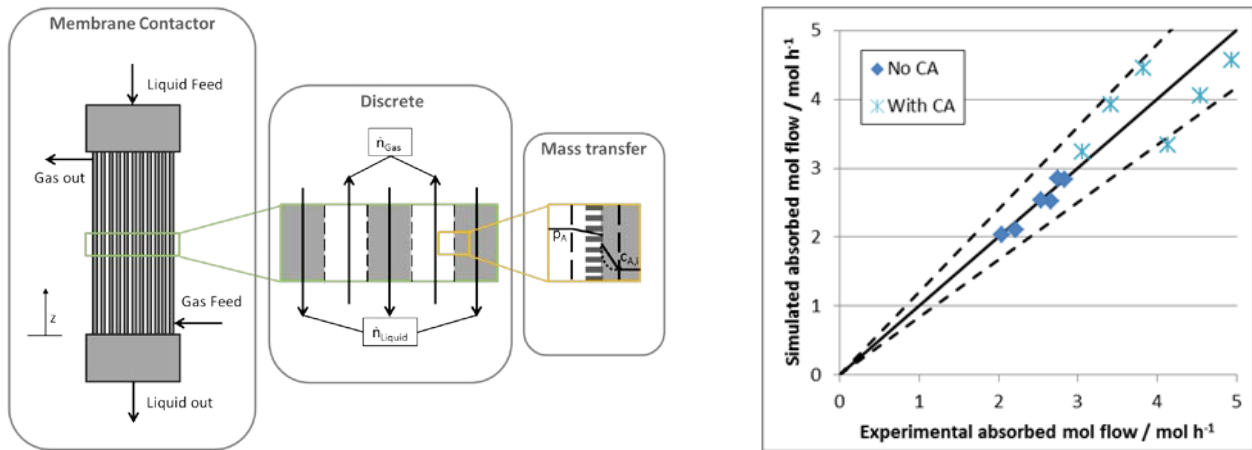 Membrane Contactor
Liquid Feed
Gas out
Gas Feed
z
Liquid out
Discrete
ṅGas
ṅLiquid
Mass transfer
pA
cA,i
Simulated absorbed mol flow / mol h-1
5
4
3
2
1
0
No CA
With CA
0 1 2 3 4 5
Experimental absorbed mol flow / mol h-1